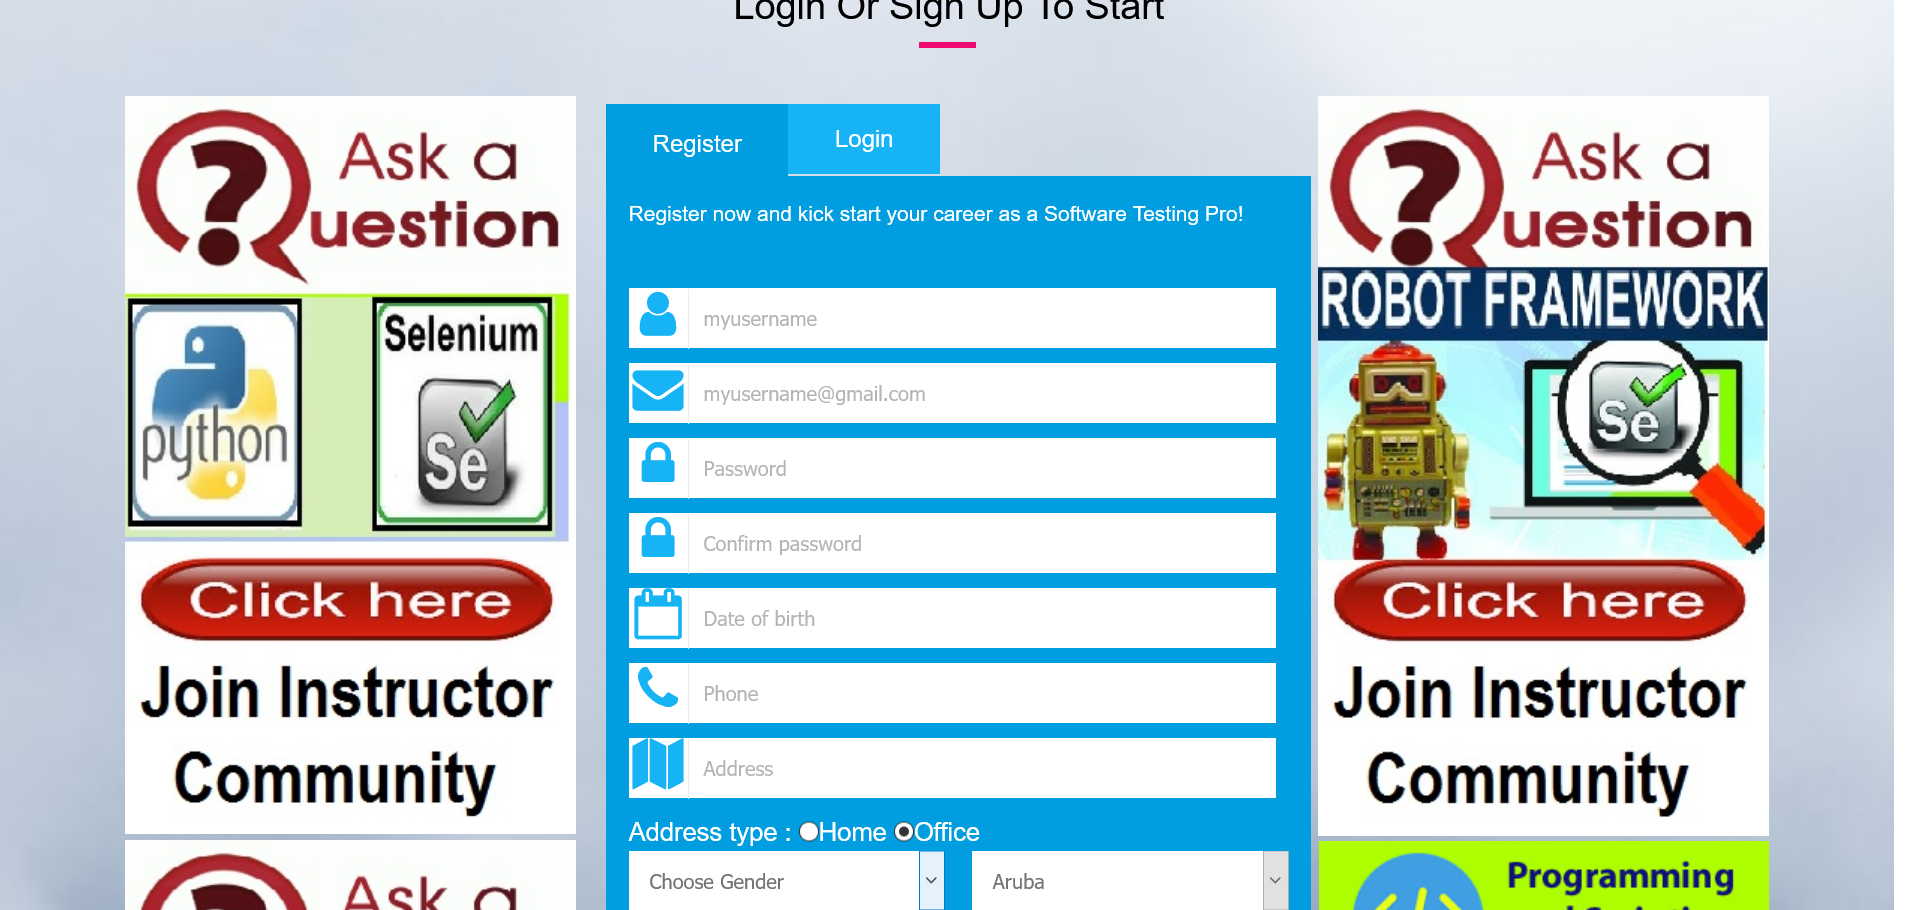 Login Or Sign Up To Start
Ask a
Question
python
Selenium
Se
Click here
Join Instructor
Community
Ask a
Register
Login
Register now and kick start your career as a Software Testing Pro!
myusername
myusername@gmail.com
Password
Confirm password
Date of birth
Phone
Address
Address type : Home Office
Choose Gender
Aruba
Ask a
Question
ROBOT FRAMEWORK
Se
Click here
Join Instructor
Community
Programming